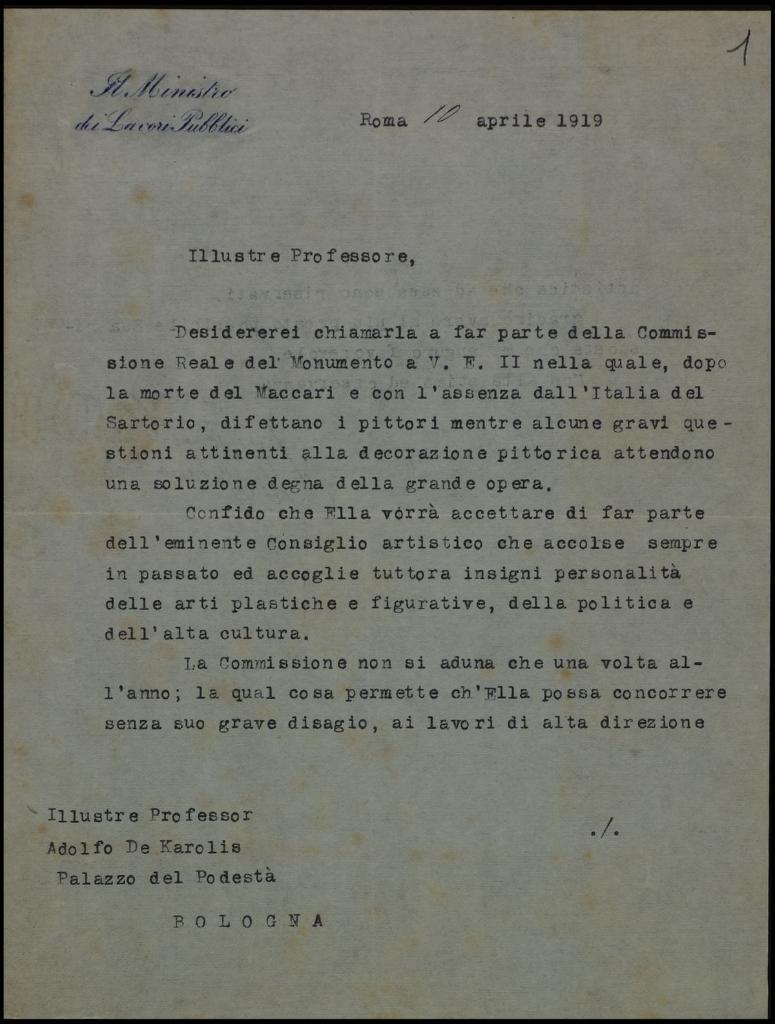 1
Il Ministro
dei Lavori Pubblici
Roma 10 aprile 1919
Illustre Professore,
Desidererei chiamarla a far parte della Commis-
sione Reale del Monumento a V. E. II nella quale, dopo
la morte del Maccari e con l'assenza dall'Italia del
Sartorio, difettano i pittori mentre alcune gravi que-
stioni attinenti alla decorazione pittorica attendono
una soluzione degna della grande opera.
Confido che Ella vorrà accettare di far parte
dell'eminente Consiglio artistico che accolse sempre
in passato ed accoglie tuttora insigni personalità
delle arti plastiche e figurative, della politica e
dell'alta cultura.
La Commissione non si aduna che una volta al-
l'anno; la qual cosa permette ch'Ella possa concorrere
senza suo grave disagio, ai lavori di alta direzione
Illustre Professor
Adolfo De Karolis
Palazzo del Podestà
BOLOGNA
./.